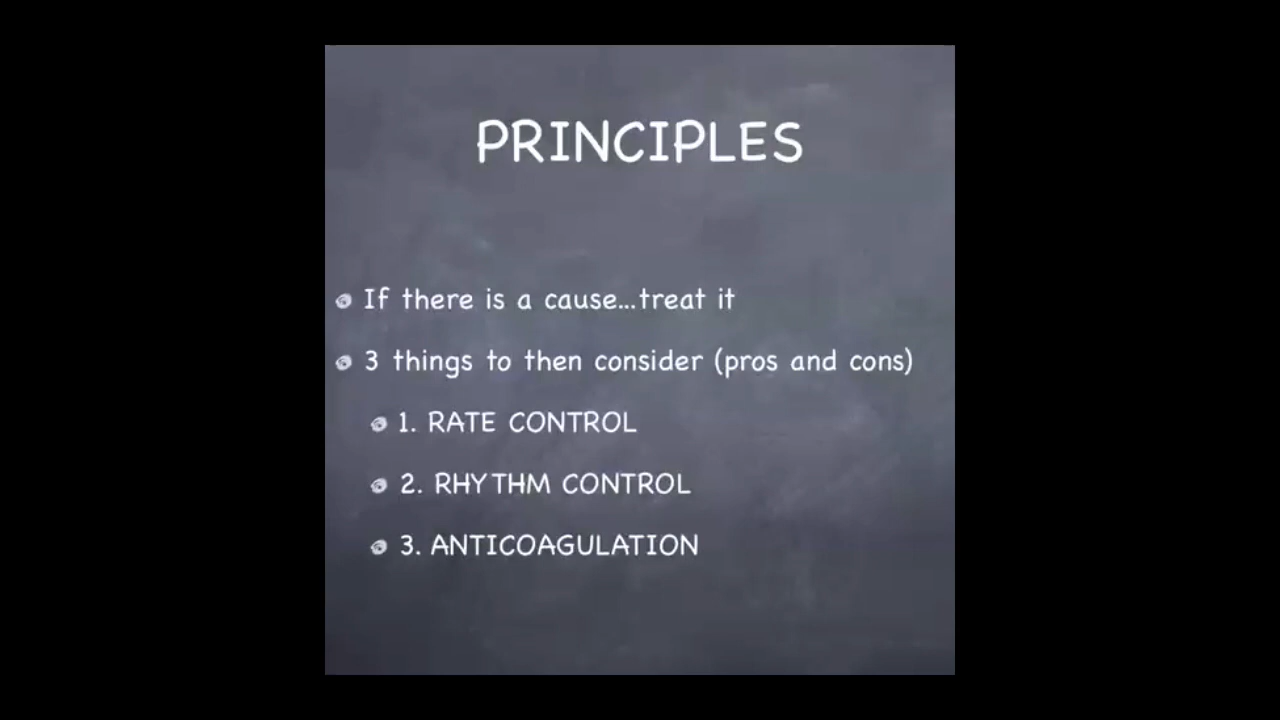 PRINCIPLES
If there is a cause...treat it
3 things to then consider (pros and cons)
1. RATE CONTROL
2. RHYTHM CONTROL
3. ANTICOAGULATION